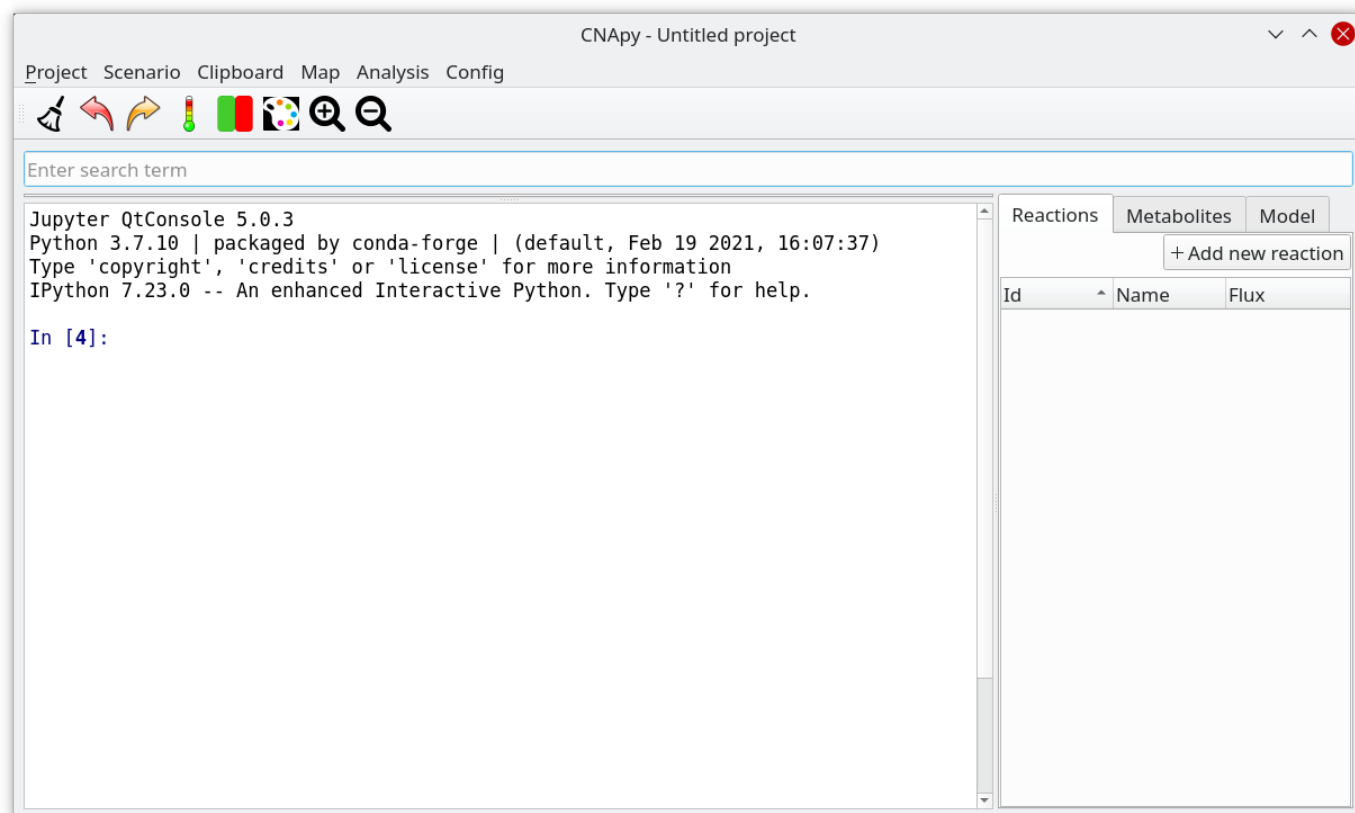 CNApy - Untitled project
Project Scenario Clipboard Map Analysis Config
Enter search term
Jupyter QtConsole 5.0.3
Python 3.7.10 | packaged by conda-forge | (default, Feb 19 2021, 16:07:37)
Type 'copyright', 'credits' or 'license' for more information
IPython 7.23.0 -- An enhanced Interactive Python. Type '?' for help.
In [4]:
Reactions Metabolites Model
+ Add new reaction
Id Name Flux